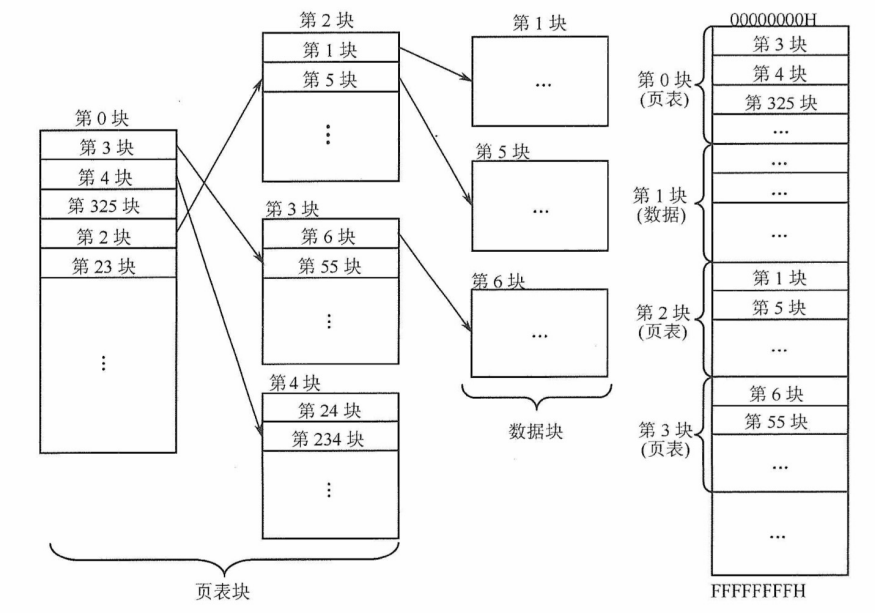 第 0 块
第 3 块
第 4 块
第 325 块
第 2 块
第 23 块
⋮
第 2 块
第 1 块
第 5 块
⋮
第 3 块
第 6 块
第 55 块
⋮
第 4 块
第 24 块
第 234 块
⋮
页表块
第 1 块
...
第 5 块
...
第 6 块
...
数据块
00000000H
第 0 块
(页表)
第 3 块
第 4 块
第 325 块
...
第 1 块
(数据)
...
...
...
第 2 块
(页表)
第 1 块
第 5 块
...
第 3 块
(页表)
第 6 块
第 55 块
...
...
FFFFFFFFH